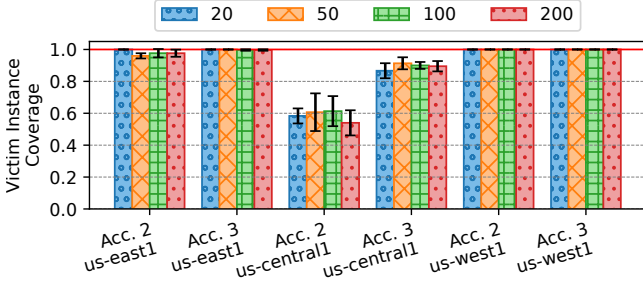 20 50 100 200
Victim Instance
Coverage
1.0
0.8
0.6
0.4
0.2
0.0
Acc. 2
us-east1
Acc. 3
us-east1
Acc. 2
us-central1
Acc. 3
us-central1
Acc. 2
us-west1
Acc. 3
us-west1